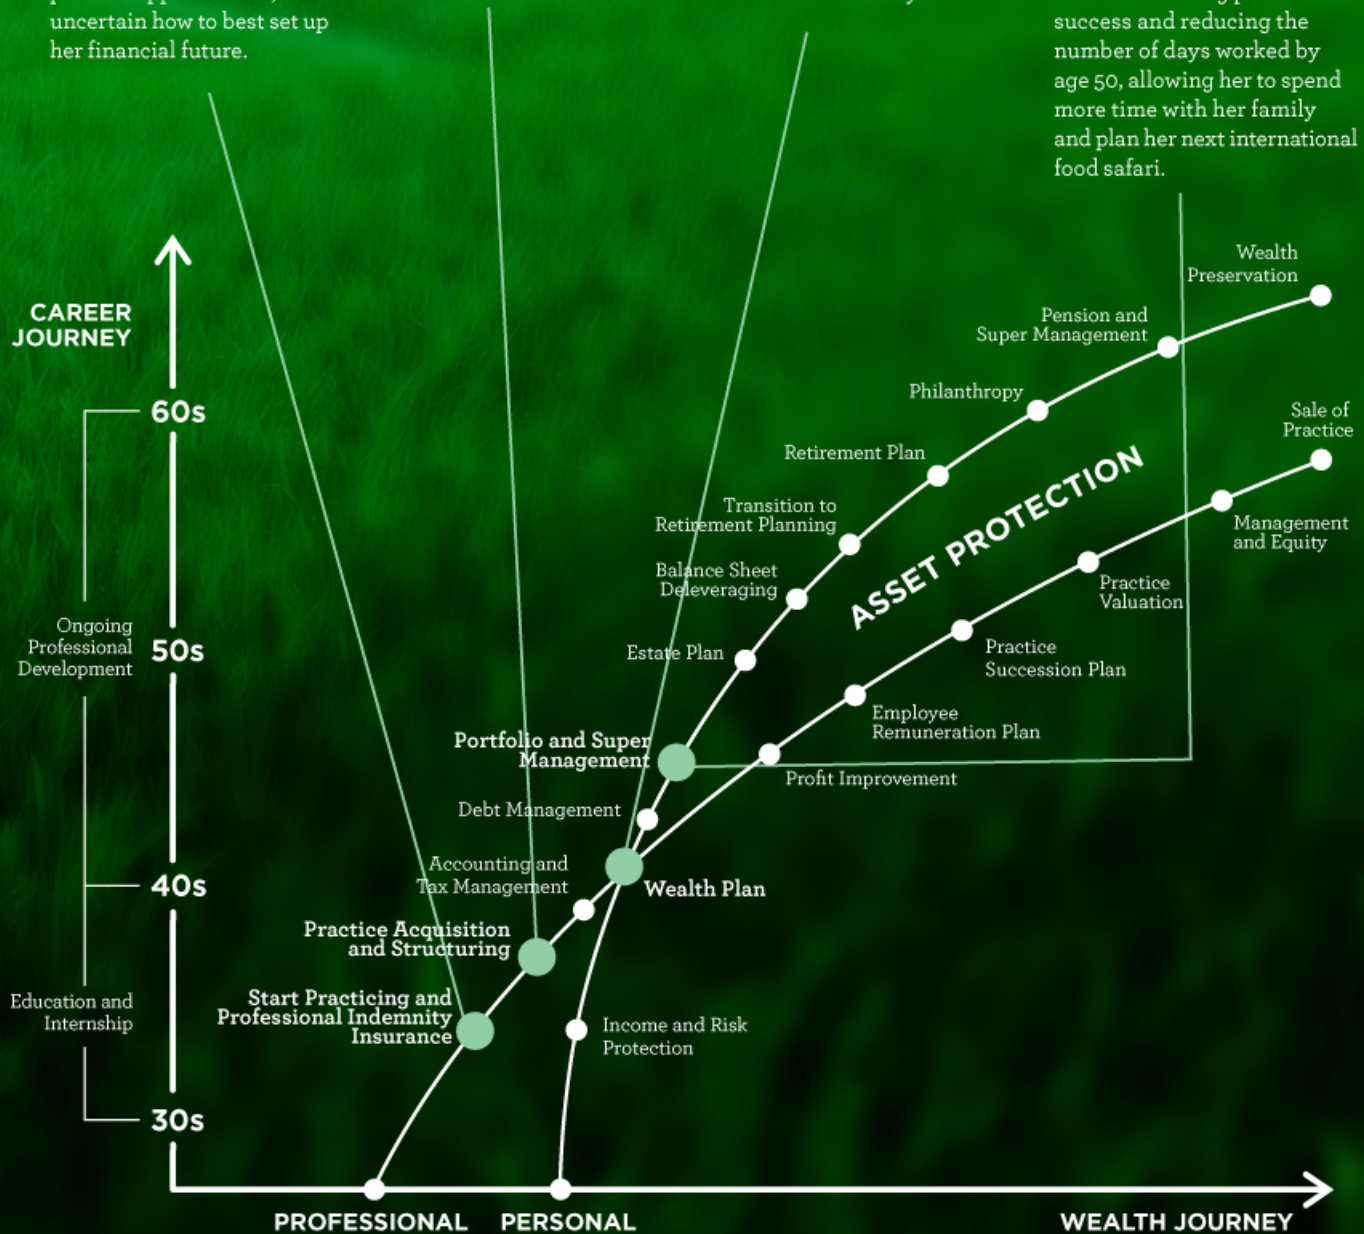 uncertain how to best set up
her financial future.
success and reducing the
number of days worked by
age 50, allowing her to spend
more time with her family
and plan her next international
food safari.
CAREER
JOURNEY
60s
50s
40s
30s
Ongoing
Professional
Development
Education and
Internship
Wealth
Preservation
Pension and
Super Management
Philanthropy
Retirement Plan
Transition to
Retirement Planning
Balance Sheet
Deleveraging
Estate Plan
Portfolio and Super
Management
Debt Management
Accounting and
Tax Management
Practice Acquisition
and Structuring
Start Practicing and
Professional Indemnity
Insurance
ASSET PROTECTION
Sale of
Practice
Management
and Equity
Practice
Valuation
Practice
Succession Plan
Employee
Remuneration Plan
Profit Improvement
Wealth Plan
Income and Risk
Protection
PROFESSIONAL
PERSONAL
WEALTH JOURNEY